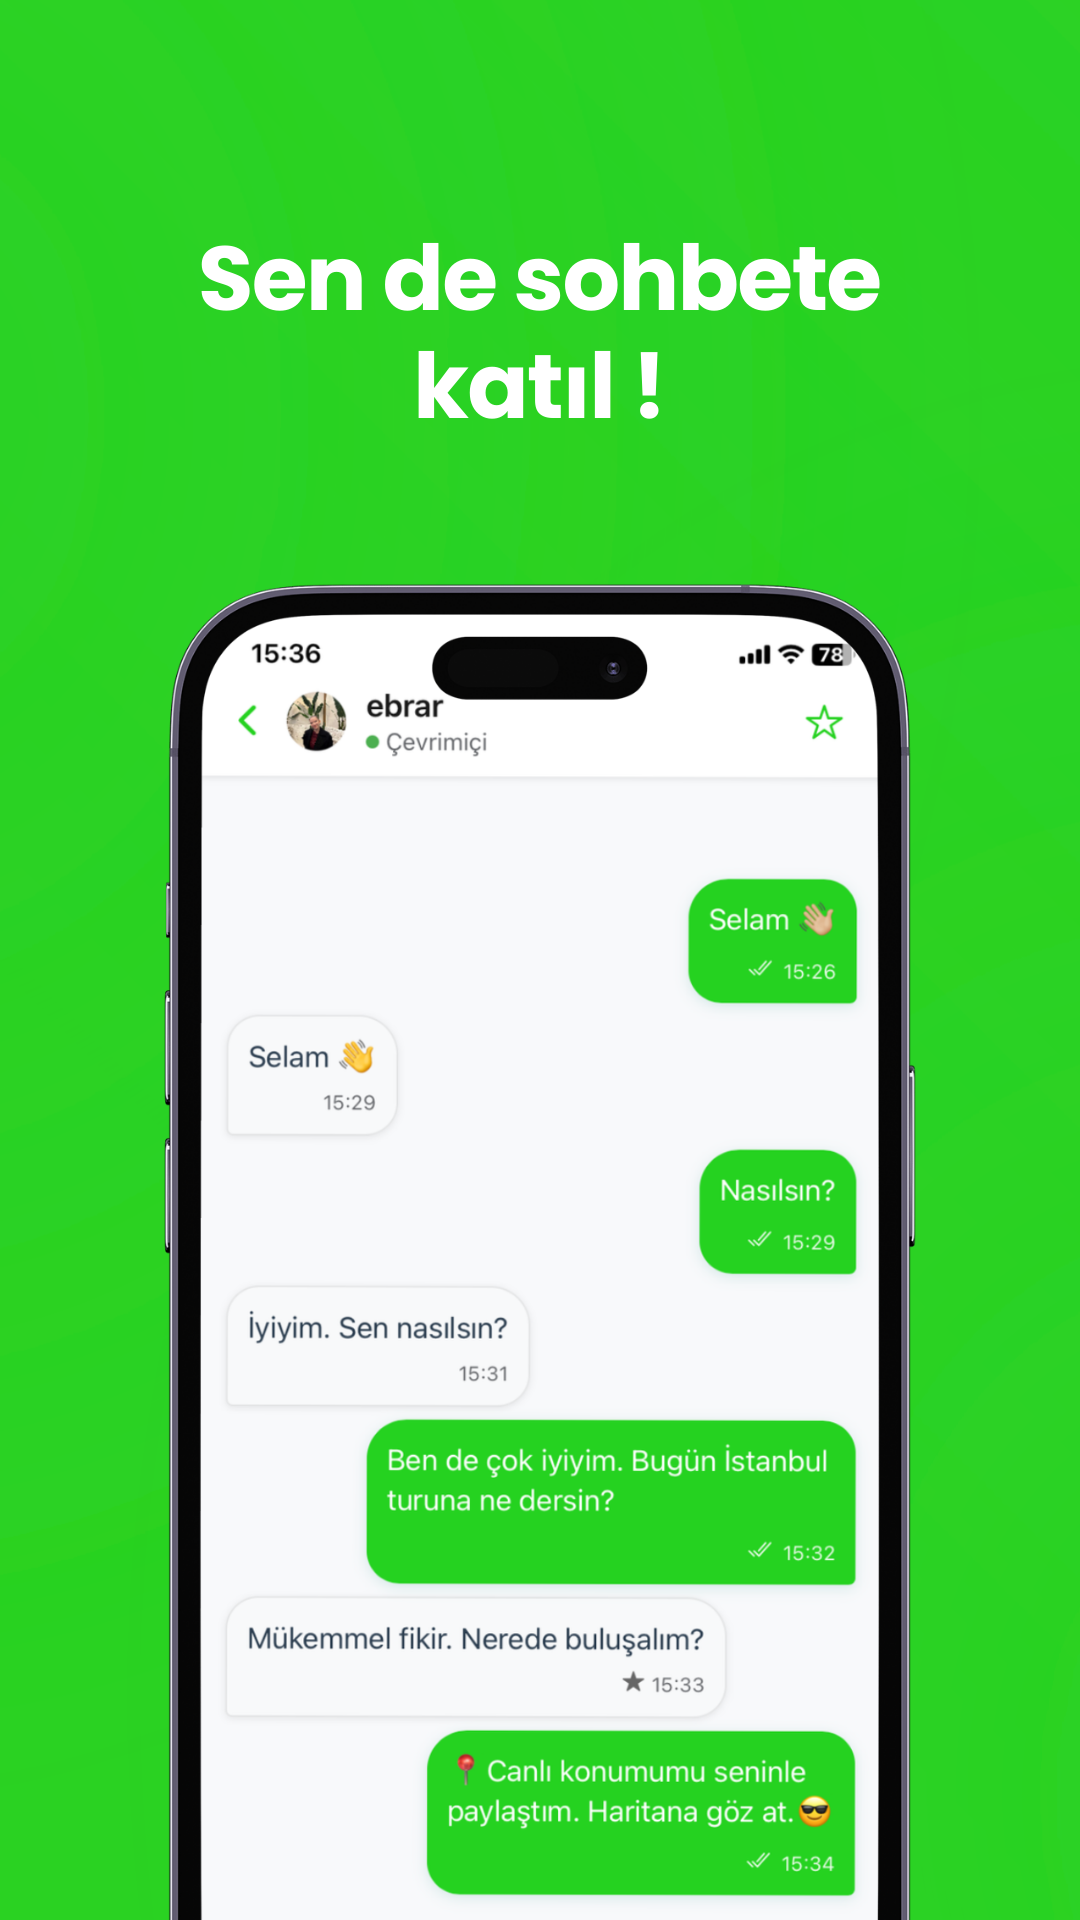 Sen de sohbete
katıl !
15:36
78
ebrar
Çevrimiçi
Selam 👋🏼
15:26
Selam 👋
15:29
Nasılsın?
15:29
İyiyim. Sen nasılsın?
15:31
Ben de çok iyiyim. Bugün İstanbul
turuna ne dersin?
15:32
Mükemmel fikir. Nerede buluşalım?
★ 15:33
📍 Canlı konumumu seninle
paylaştım. Haritana göz at.😎
15:34